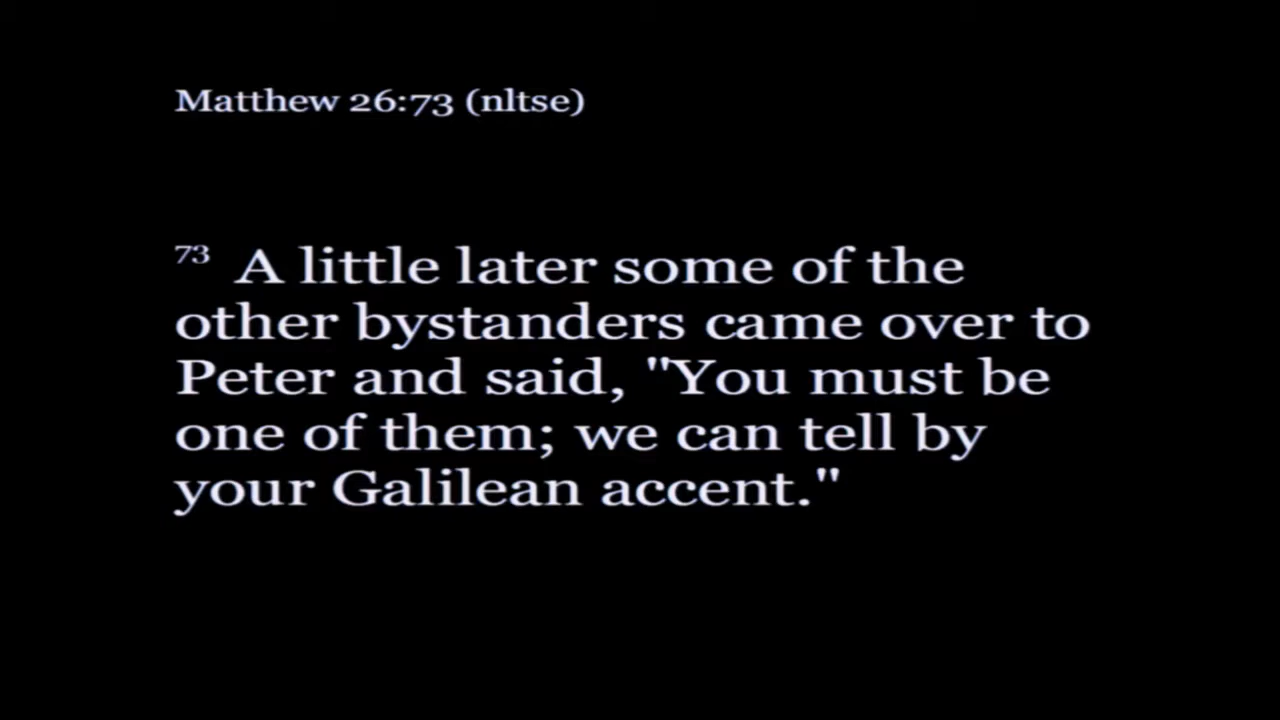 Matthew 26:73 (nltse)
73 A little later some of the
other bystanders came over to
Peter and said, "You must be
one of them; we can tell by
your Galilean accent."